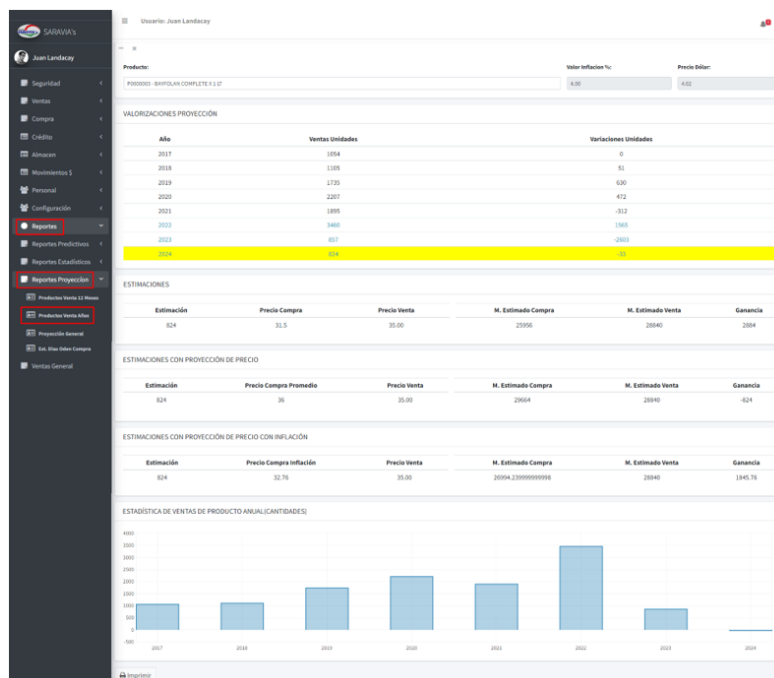 SARAVIA's
Usuario: Juan Landacay
Juan Landacay
Seguridad
Ventas
Compra
Crédito
Almacen
Movimientos $
Personal
Configuración
Reportes
Reportes Predictivos
Reportes Estadísticos
Reportes Proyeccion
Productos Venta 12 Meses
Productos Venta Años
Proyección General
Est. Dias Odan Compra
Ventas General
Producto: Valor Inflacion %: Precio Dólar:
P0000003 - BAYFOLAN COMPLETE X 1 LT 4.00 4.02
VALORIZACIONES PROYECCIÓN
Año Ventas Unidades Variaciones Unidades
2017 1054 0
2018 1105 51
2019 1735 630
2020 2207 472
2021 1895 -312
2022 3460 1565
2023 857 -2603
2024 824 -33
ESTIMACIONES
Estimación Precio Compra Precio Venta M. Estimado Compra M. Estimado Venta Ganancia
824 31.5 35.00 25956 28840 2884
ESTIMACIONES CON PROYECCIÓN DE PRECIO
Estimación Precio Compra Promedio Precio Venta M. Estimado Compra M. Estimado Venta Ganancia
824 36 35.00 29664 28840 -824
ESTIMACIONES CON PROYECCIÓN DE PRECIO CON INFLACIÓN
Estimación Precio Compra Inflación Precio Venta M. Estimado Compra M. Estimado Venta Ganancia
824 32.76 35.00 26994.239999999998 28840 1845.76
ESTADÍSTICA DE VENTAS DE PRODUCTO ANUAL(CANTIDADES)
4000
3500
3000
2500
2000
1500
1000
500
0
-500
2017 2018 2019 2020 2021 2022 2023 2024
Imprimir